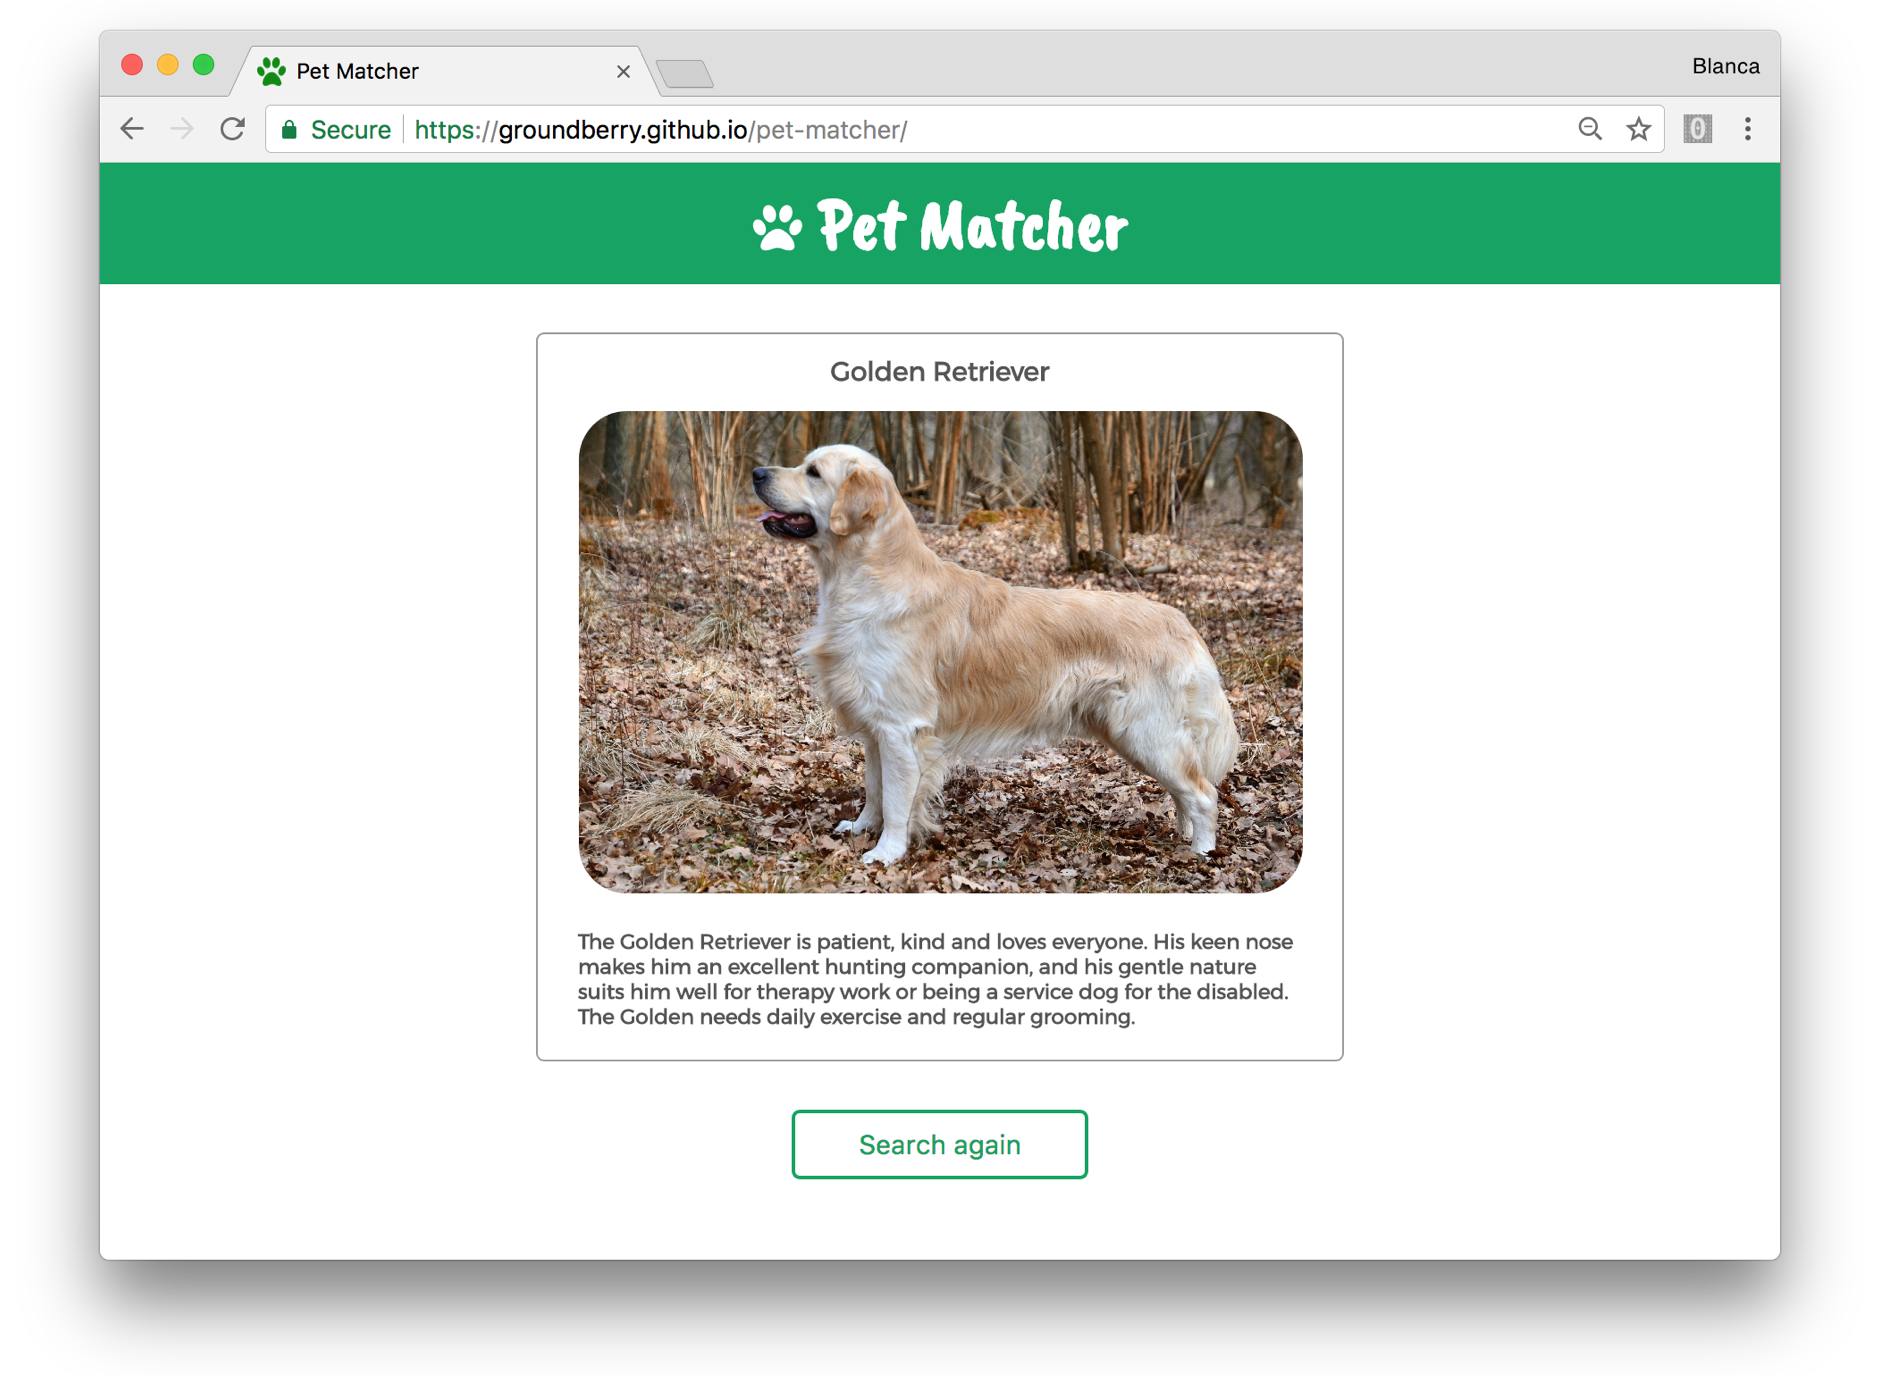 Pet Matcher
Blanca
Secure https://groundberry.github.io/pet-matcher/
0
Pet Matcher
Golden Retriever
The Golden Retriever is patient, kind and loves everyone. His keen nose
makes him an excellent hunting companion, and his gentle nature
suits him well for therapy work or being a service dog for the disabled.
The Golden needs daily exercise and regular grooming.
Search again